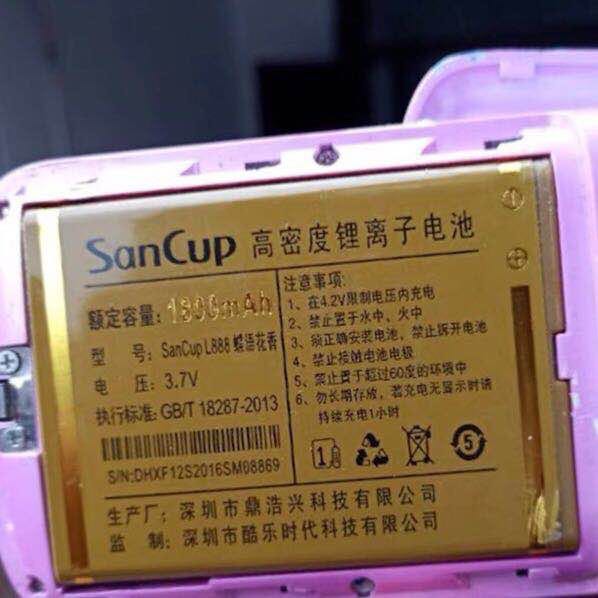 SanCup 高密度锂离子电池
额定容量: 1800mAh
型 号: SanCup L888 蝶语花香
电 压: 3.7V
执行标准: GB/T 18287-2013
S/N:DHXF12S2016SM08869
注意事项:
1、在4.2V限制电压内充电
2、禁止置于水中、火中
3、须正确安装电池,禁止拆开电池
4、禁止接触电池电极
5、禁止置于超过60度的环境中
6、勿长期存放,若充电无显示时请
持续充电1小时
1
5
生产厂: 深圳市鼎浩兴科技有限公司
监 制: 深圳市酷乐时代科技有限公司